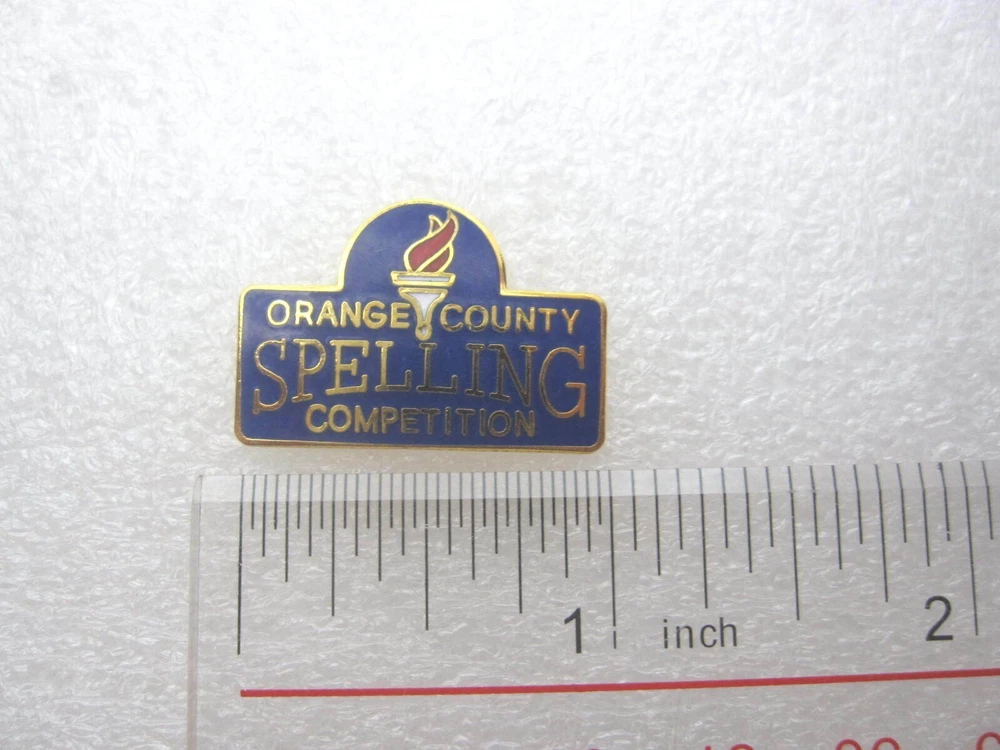 ORANGE COUNTY
SPELLING
COMPETITION
1 inch 2